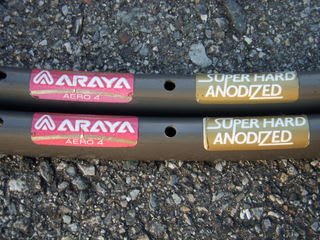 ARAYA
AERO 4
SUPER HARD
ANODIZED
ARAYA
AERO 4
SUPER HARD
ANODIZED